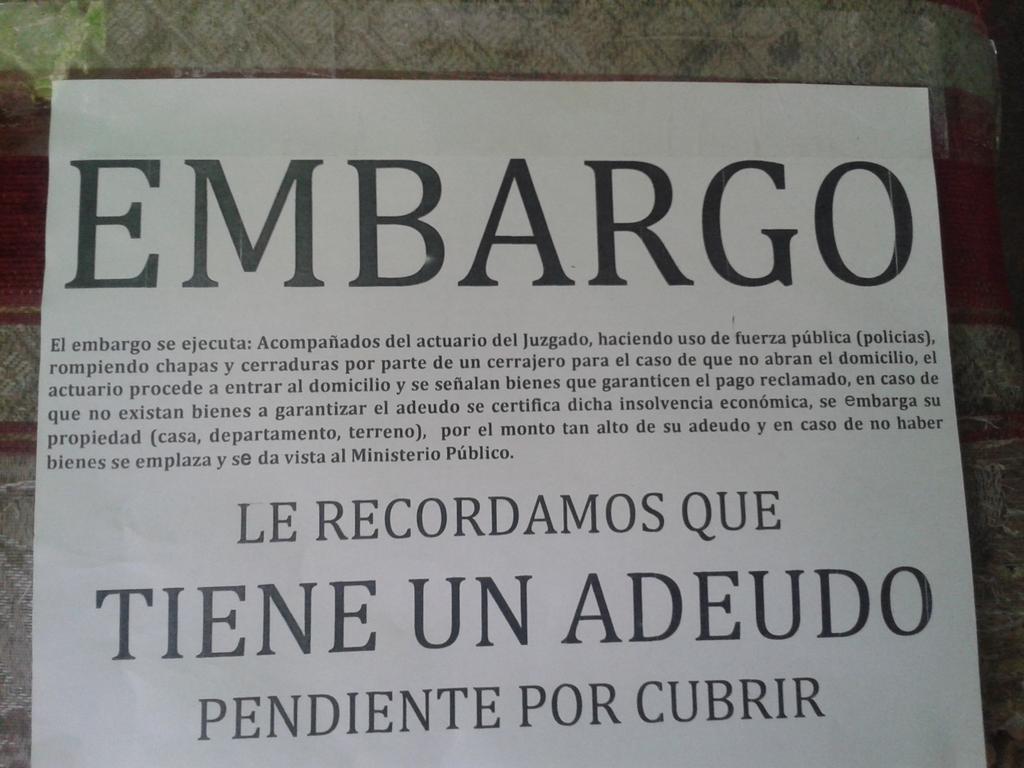 EMBARGO
El embargo se ejecuta: Acompañados del actuario del Juzgado, haciendo uso de fuerza pública (policias),
rompiendo chapas y cerraduras por parte de un cerrajero para el caso de que no abran el domicilio, el
actuario procede a entrar al domicilio y se señalan bienes que garanticen el pago reclamado, en caso de
que no existan bienes a garantizar el adeudo se certifica dicha insolvencia económica, se embarga su
propiedad (casa, departamento, terreno), por el monto tan alto de su adeudo y en caso de no haber
bienes se emplaza y se da vista al Ministerio Público.
LE RECORDAMOS QUE
TIENE UN ADEUDO
PENDIENTE POR CUBRIR